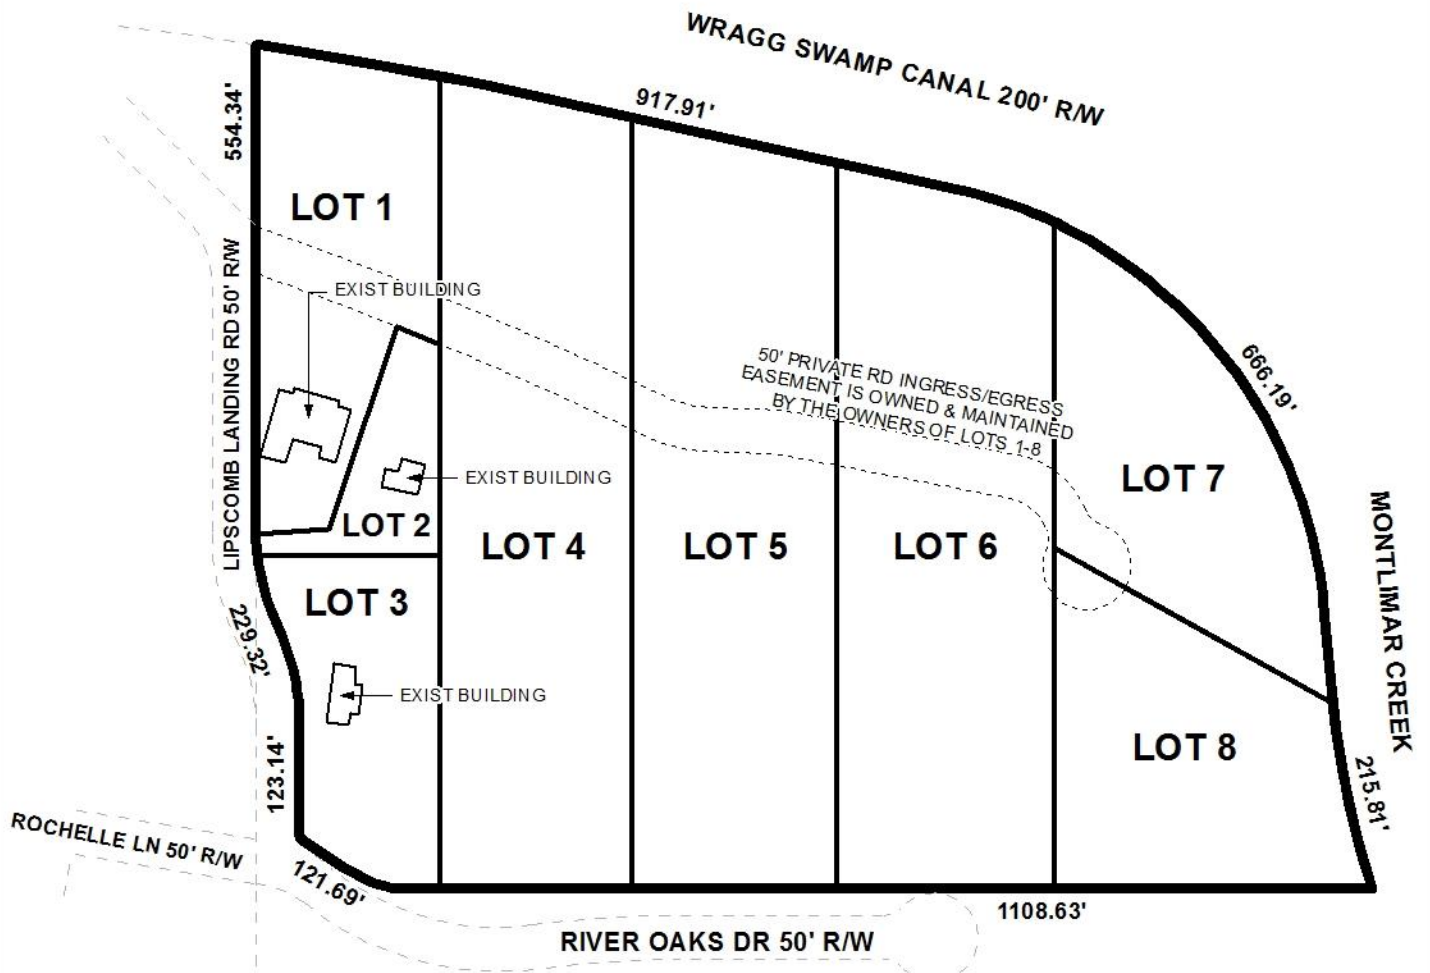 WRAGG SWAMP CANAL 200' R/W
917.91'
554.34'
LOT 1
LIPSCOMB LANDING RD 50' R/W
EXIST BUILDING
50' PRIVATE RD INGRESS/EGRESS
EASEMENT IS OWNED & MAINTAINED
BY THE OWNERS OF LOTS 1-8
666.19'
EXIST BUILDING
LOT 7
LOT 2
LOT 4
LOT 5
LOT 6
MONTLIMAR CREEK
LOT 3
229.32'
EXIST BUILDING
LOT 8
123.14'
215.81'
ROCHELLE LN 50' R/W
121.69'
1108.63'
RIVER OAKS DR 50' R/W